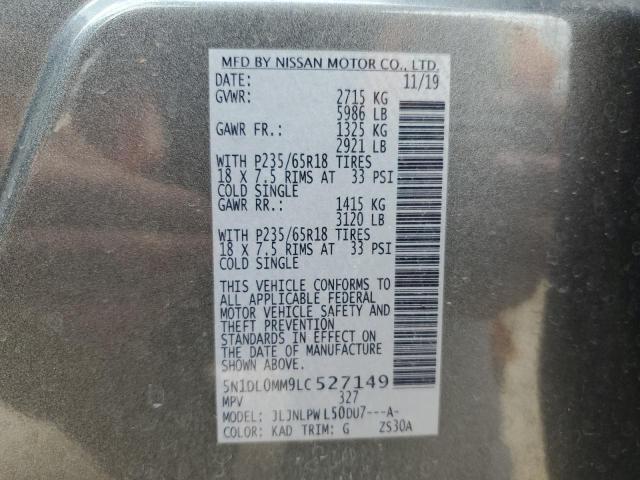 MFD BY NISSAN MOTOR CO., LTD.
DATE: 11/19
GVWR: 2715 KG
5986 LB
GAWR FR.: 1325 KG
2921 LB
WITH P235/65R18 TIRES
18 X 7.5 RIMS AT 33 PSI
COLD SINGLE
GAWR RR.: 1415 KG
3120 LB
WITH P235/65R18 TIRES
18 X 7.5 RIMS AT 33 PSI
COLD SINGLE
THIS VEHICLE CONFORMS TO
ALL APPLICABLE FEDERAL
MOTOR VEHICLE SAFETY AND
THEFT PREVENTION
STANDARDS IN EFFECT ON
THE DATE OF MANUFACTURE
SHOWN ABOVE.
5N1DL0MM9LC527149
MPV 327
MODEL: JLJNLPWL50DU7---A-
COLOR: KAD TRIM: G ZS30A